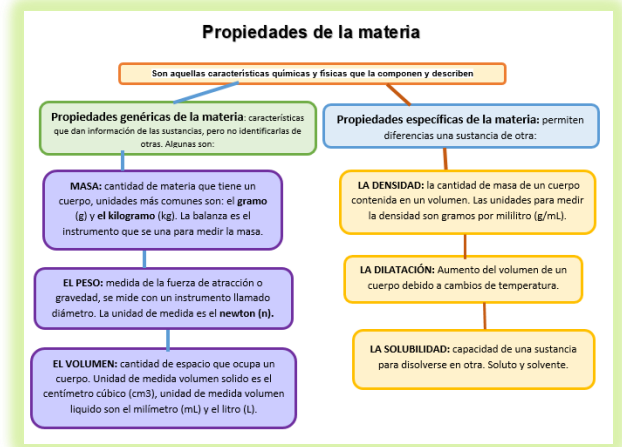 Propiedades de la materia
Son aquellas características químicas y físicas que la componen y describen
Propiedades genéricas de la materia: características
que dan información de las sustancias, pero no identificarlas de
otras. Algunas son:
MASA: cantidad de materia que tiene un
cuerpo, unidades más comunes son: el gramo
(g) y el kilogramo (kg). La balanza es el
instrumento que se una para medir la masa.
EL PESO: medida de la fuerza de atracción o
gravedad, se mide con un instrumento llamado
diámetro. La unidad de medida es el newton (n).
EL VOLUMEN: cantidad de espacio que ocupa un
cuerpo. Unidad de medida volumen solido es el
centímetro cúbico (cm3), unidad de medida volumen
liquido son el milímetro (mL) y el litro (L).
Propiedades específicas de la materia: permiten
diferencias una sustancia de otra:
LA DENSIDAD: la cantidad de masa de un cuerpo
contenida en un volumen. Las unidades para medir
la densidad son gramos por mililitro (g/mL).
LA DILATACIÓN: Aumento del volumen de un
cuerpo debido a cambios de temperatura.
LA SOLUBILIDAD: capacidad de una sustancia
para disolverse en otra. Soluto y solvente.